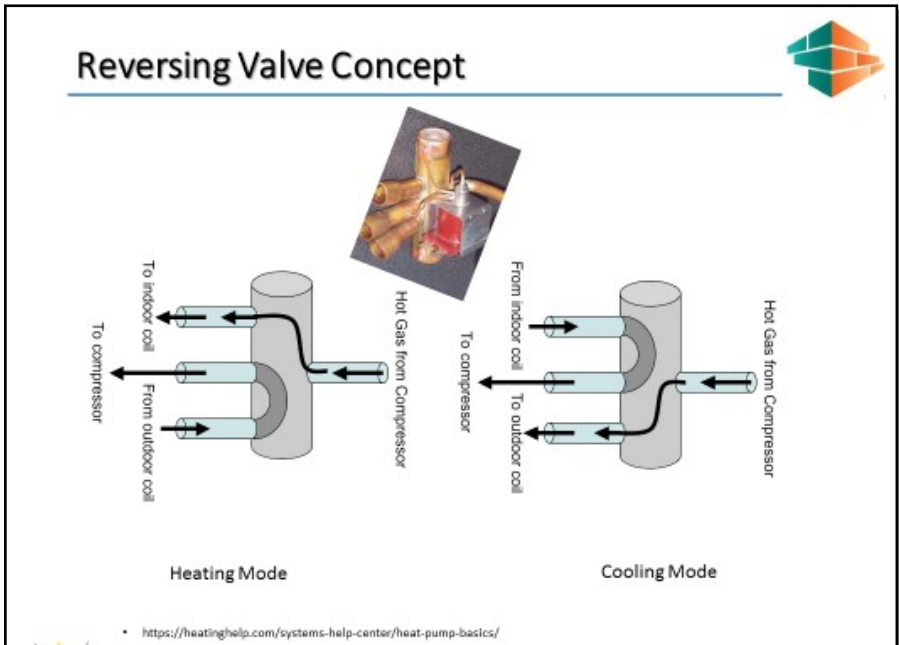 Reversing Valve Concept
To indoor coil
To compressor
From outdoor coil
Hot Gas from Compressor
From indoor coil
To compressor
To outdoor coil
Hot Gas from Compressor
Heating Mode
Cooling Mode
• https://heatinghelp.com/systems-help-center/heat-pump-basics/